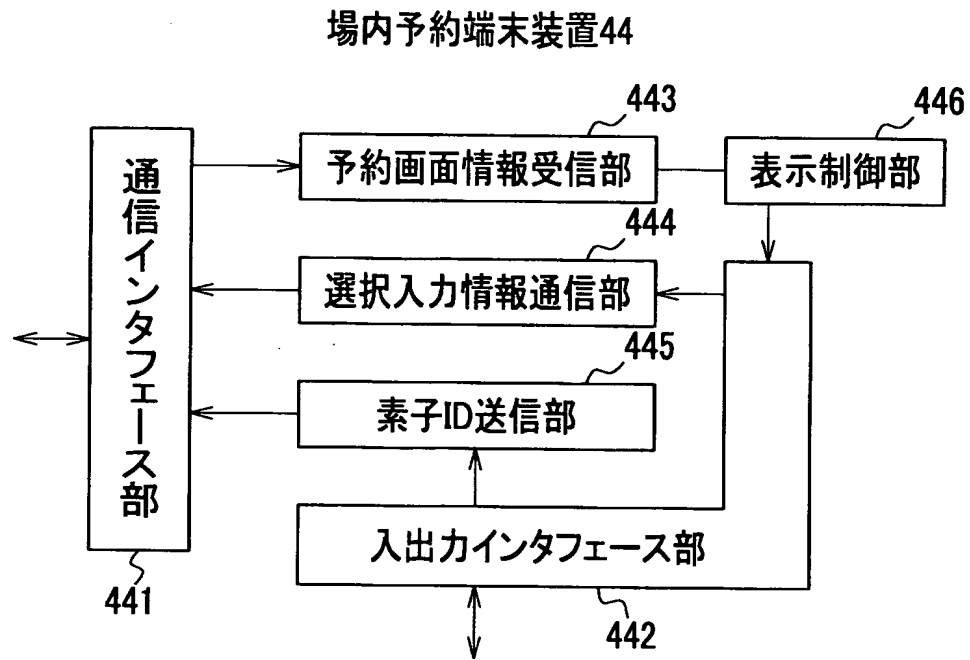 場内予約端末装置44
443
446
予約画面情報受信部
表示制御部
通信インタフェース部
444
選択入力情報通信部
445
素子ID送信部
入出力インタフェース部
441
442